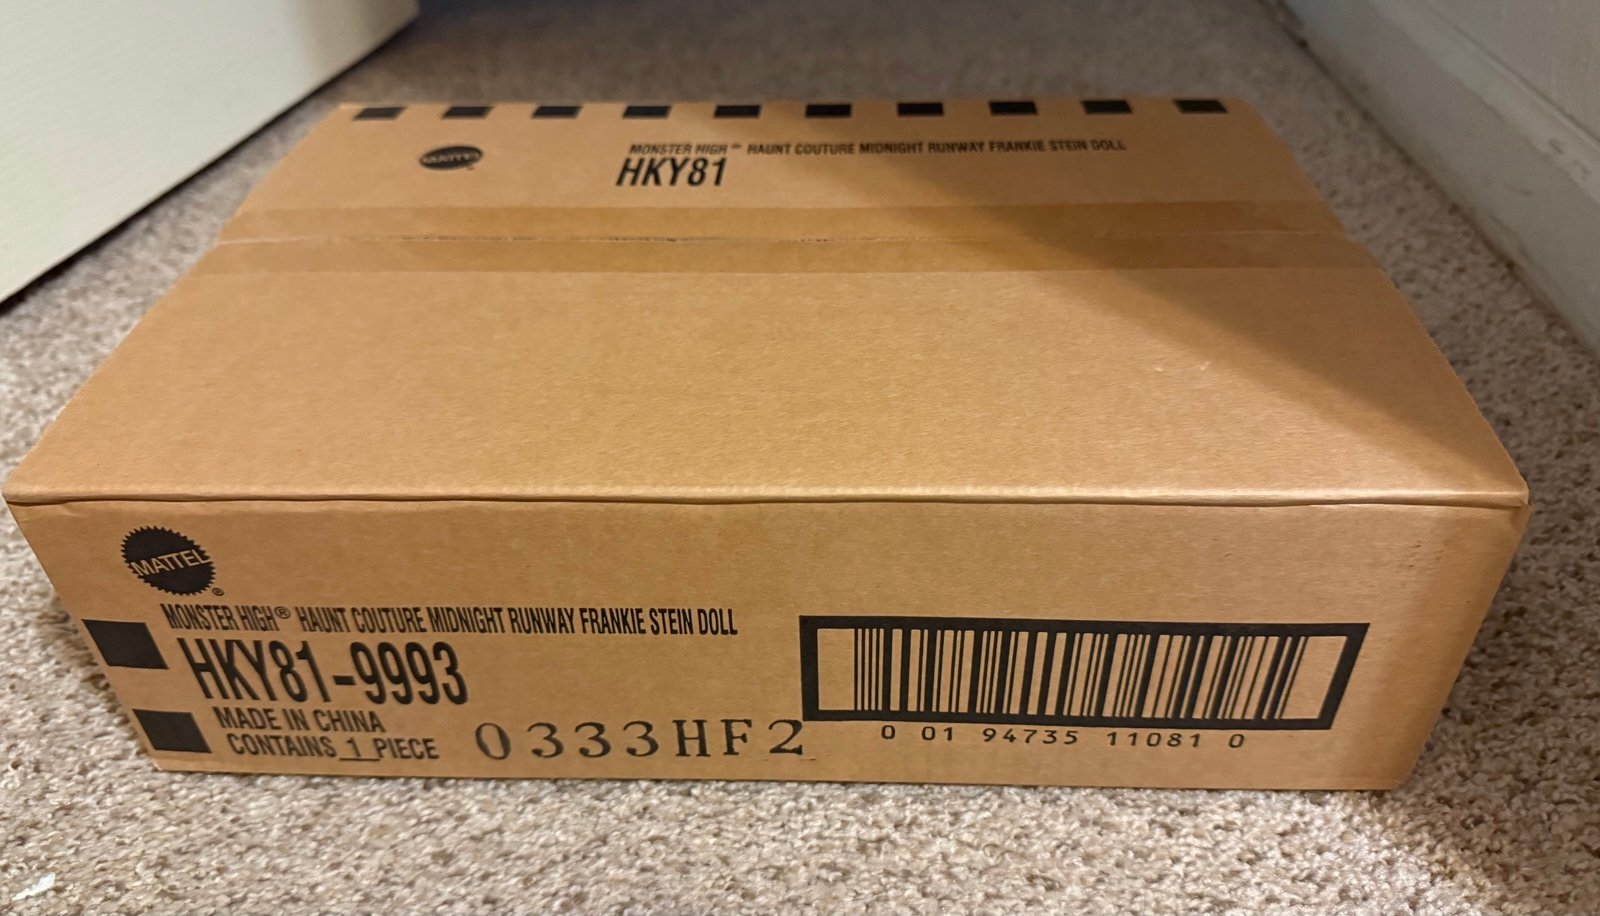 MATTEL
MONSTER HIGH™ HAUNT COUTURE MIDNIGHT RUNWAY FRANKIE STEIN DOLL
HKY81
MATTEL®
MONSTER HIGH® HAUNT COUTURE MIDNIGHT RUNWAY FRANKIE STEIN DOLL
HKY81-9993
MADE IN CHINA
CONTAINS 1 PIECE
0333HF2
0 01 94735 11081 0